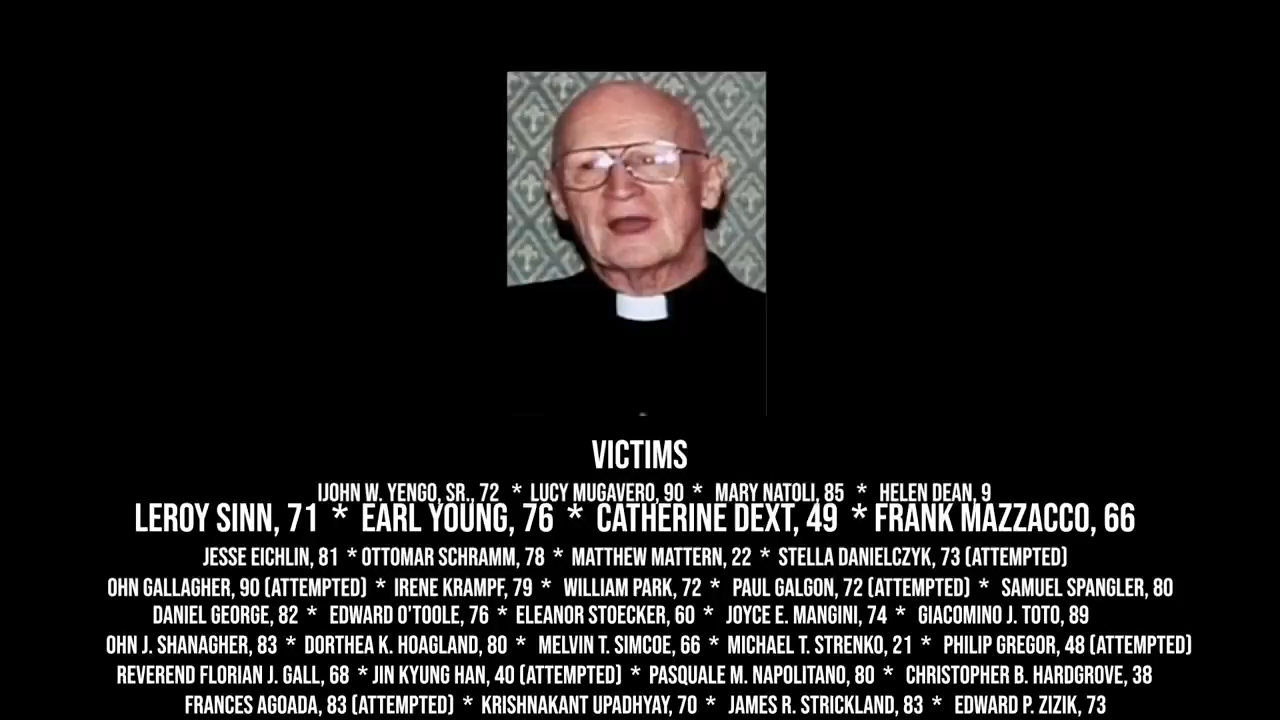 VICTIMS
IJOHN W. YENGO, SR., 72 * LUCY MUGAVERO, 90 * MARY NATOLI, 85 * HELEN DEAN, 9
LEROY SINN, 71 * EARL YOUNG, 76 * CATHERINE DEXT, 49 * FRANK MAZZACCO, 66
JESSE EICHLIN, 81 * OTTOMAR SCHRAMM, 78 * MATTHEW MATTERN, 22 * STELLA DANIELCZYK, 73 (ATTEMPTED)
OHN GALLAGHER, 90 (ATTEMPTED) * IRENE KRAMPF, 79 * WILLIAM PARK, 72 * PAUL GALGON, 72 (ATTEMPTED) * SAMUEL SPANGLER, 80
DANIEL GEORGE, 82 * EDWARD O'TOOLE, 76 * ELEANOR STOECKER, 60 * JOYCE E. MANGINI, 74 * GIACOMINO J. TOTO, 89
OHN J. SHANAGHER, 83 * DORTHEA K. HOAGLAND, 80 * MELVIN T. SIMCOE, 66 * MICHAEL T. STRENKO, 21 * PHILIP GREGOR, 48 (ATTEMPTED)
REVEREND FLORIAN J. GALL, 68 * JIN KYUNG HAN, 40 (ATTEMPTED) * PASQUALE M. NAPOLITANO, 80 * CHRISTOPHER B. HARDGROVE, 38
FRANCES AGOADA, 83 (ATTEMPTED) * KRISHNAKANT UPADHYAY, 70 * JAMES R. STRICKLAND, 83 * EDWARD P. ZIZIK, 73